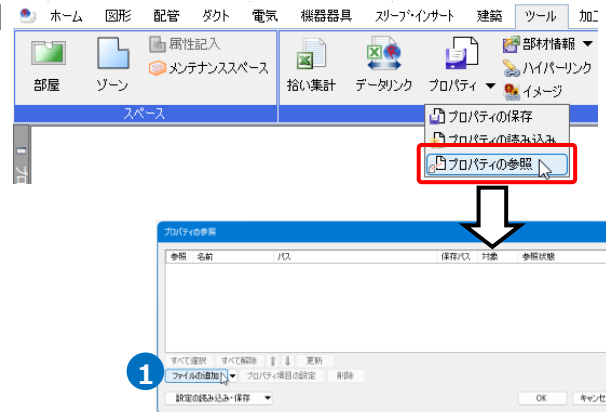 ホーム 図形 配管 ダクト 電気 機器器具 スリーブ・インサート 建築 ツール 加工
部屋 ゾーン 属性記入 メンテナンススペース 拾い集計 データリンク プロパティ 部材情報 ハイパーリンク イメージ
スペース
プロパティの保存
プロパティの読み込み
プロパティの参照
プロパティの参照
参照 名前 パス 保存パス 対象 参照状態
すべて選択 すべて解除 更新
1 ファイルの追加 プロパティ項目の設定 削除
設定の読み込み・保存 OK キャンセ